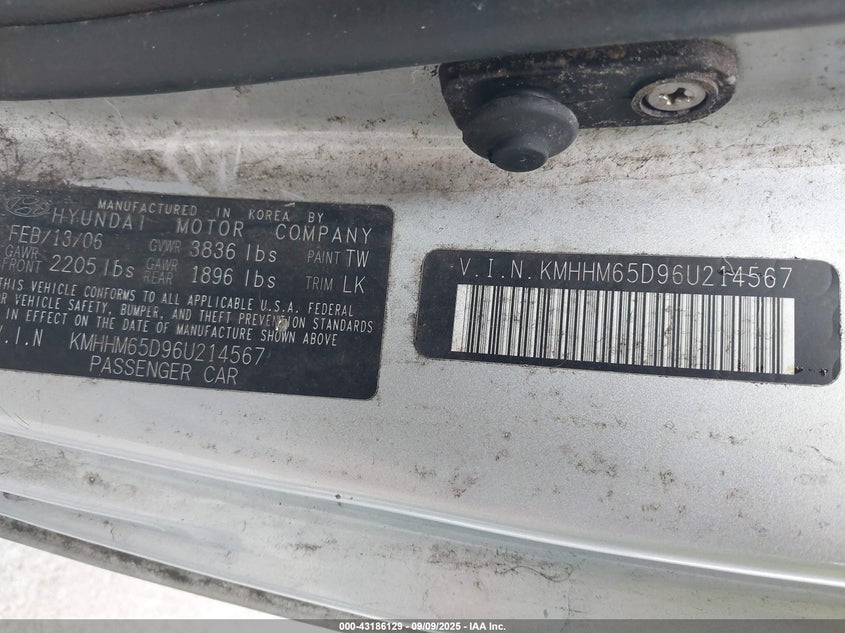 MANUFACTURED IN KOREA BY
HYUNDAI MOTOR COMPANY
FEB/13/06 GVWR 3836 lbs PAINT TW
GAWR FRONT 2205 lbs GAWR REAR 1896 lbs TRIM LK
THIS VEHICLE CONFORMS TO ALL APPLICABLE U.S.A. FEDERAL
OR VEHICLE SAFETY, BUMPER, AND THEFT PREVENTION STANDARDS
IN EFFECT ON THE DATE OF MANUFACTURE SHOWN ABOVE
V.I.N KMHHM65D96U214567
PASSENGER CAR
V.I.N. KMHHM65D96U214567
000-43186129 - 09/09/2025 - IAA Inc.